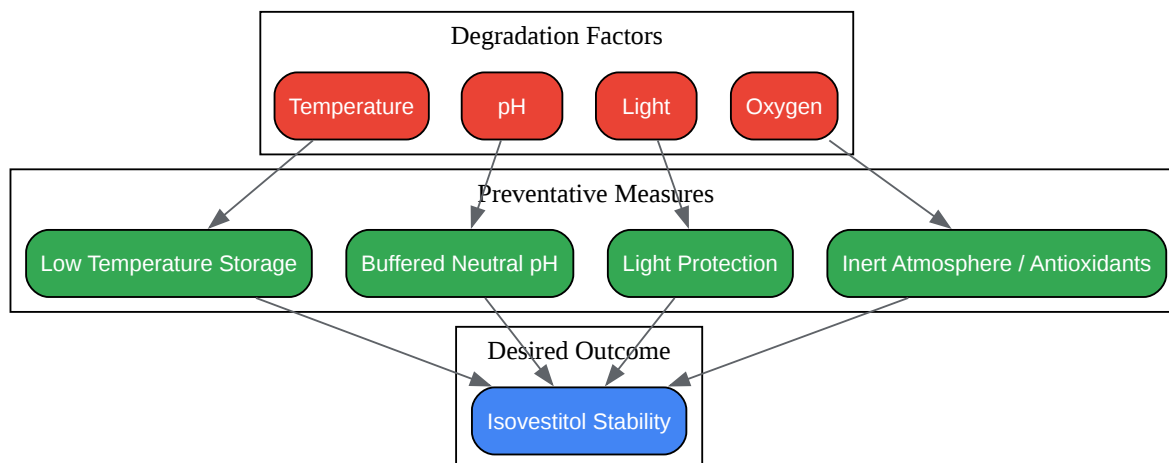 Degradation Factors
Temperature
pH
Light
Oxygen
Preventative Measures
Low Temperature Storage
Buffered Neutral pH
Light Protection
Inert Atmosphere / Antioxidants
Desired Outcome
Isovestitol Stability